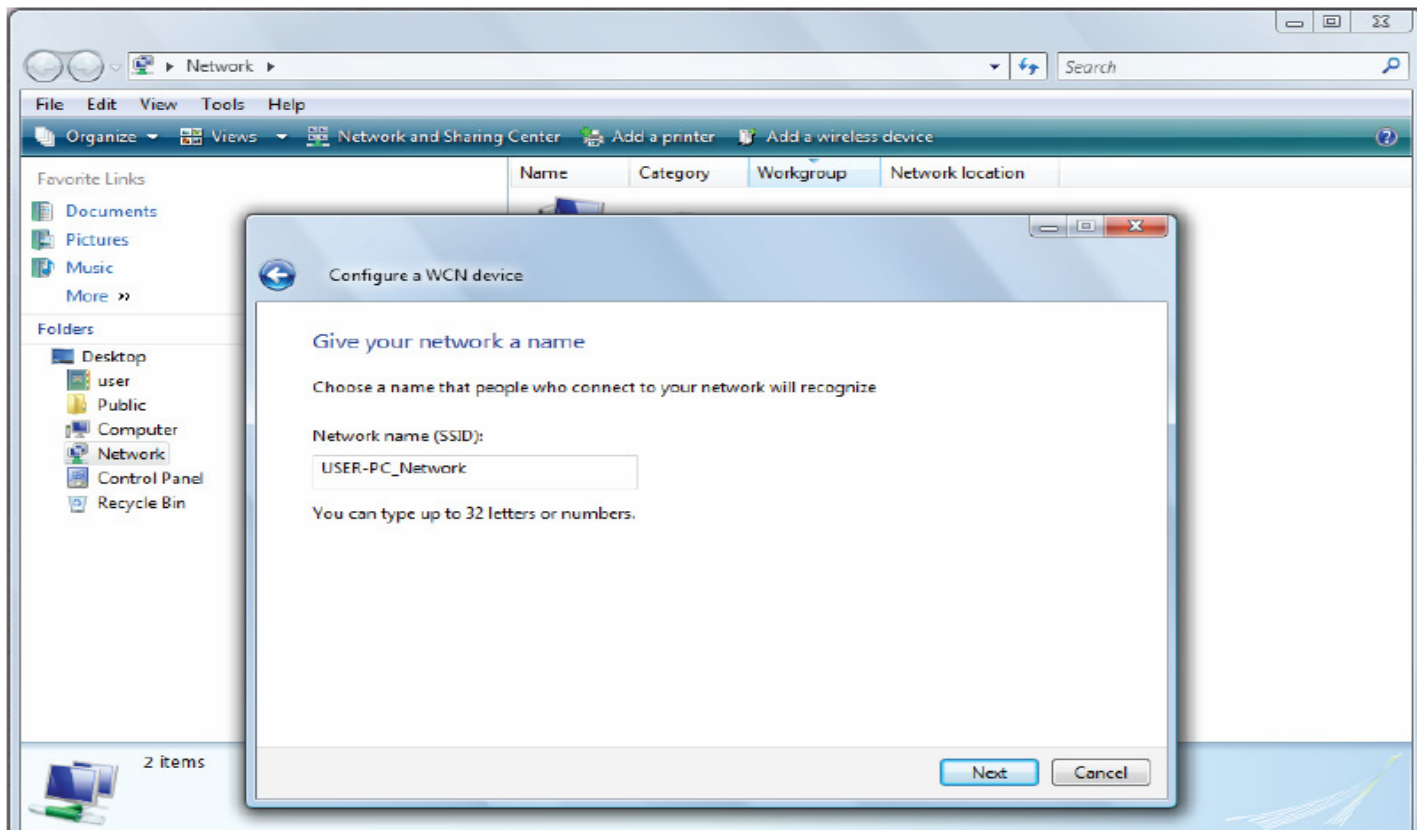 Network
Search
File Edit View Tools Help
Organize Views Network and Sharing Center Add a printer Add a wireless device
Name Category Workgroup Network location
Favorite Links
Documents
Pictures
Music
More »
Folders
Desktop
user
Public
Computer
Network
Control Panel
Recycle Bin
Configure a WCN device
Give your network a name
Choose a name that people who connect to your network will recognize
Network name (SSID):
USER-PC_Network
You can type up to 32 letters or numbers.
Next Cancel
2 items